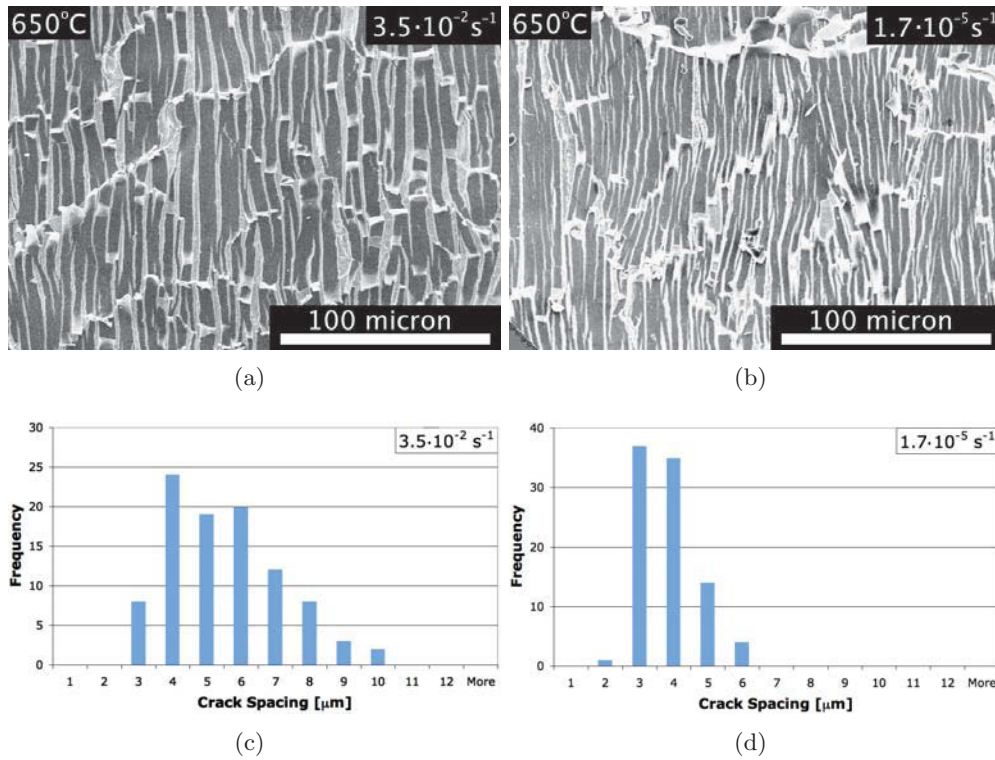 650°C
3.5·10⁻² s⁻¹
100 micron
(a)
650°C
1.7·10⁻⁵ s⁻¹
100 micron
(b)
3.5·10⁻² s⁻¹
30
25
20
15
10
5
0
Frequency
1 2 3 4 5 6 7 8 9 10 11 12 More
Crack Spacing [μm]
(c)
1.7·10⁻⁵ s⁻¹
40
30
20
10
0
Frequency
1 2 3 4 5 6 7 8 9 10 11 12 More
Crack Spacing [μm]
(d)